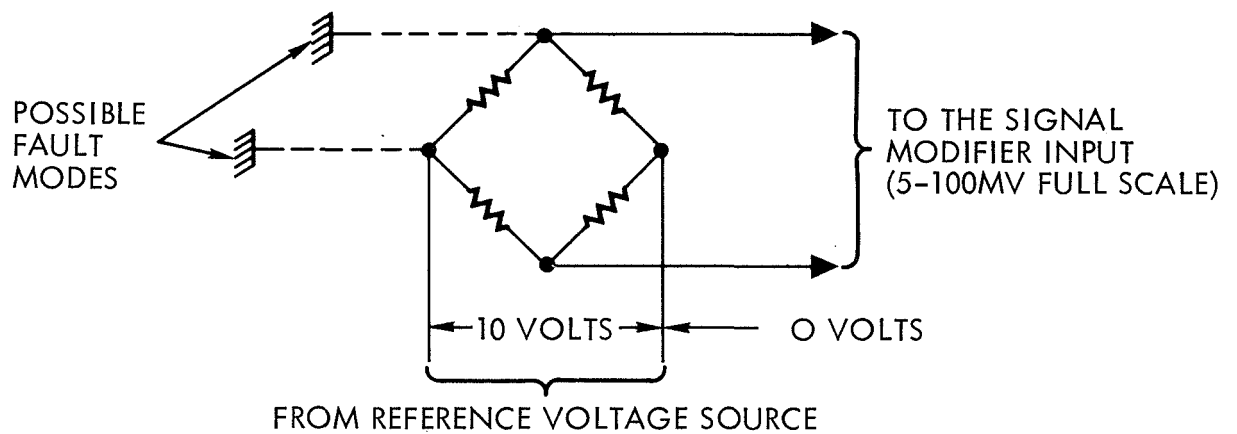 POSSIBLE
FAULT
MODES
TO THE SIGNAL
MODIFIER INPUT
(5-100MV FULL SCALE)
10 VOLTS
O VOLTS
FROM REFERENCE VOLTAGE SOURCE